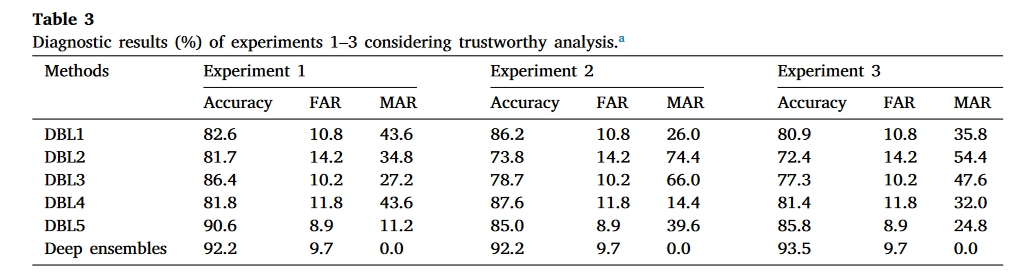 Table 3
Diagnostic results (%) of experiments 1–3 considering trustworthy analysis.a
Methods Experiment 1 Experiment 2 Experiment 3
Accuracy FAR MAR Accuracy FAR MAR Accuracy FAR MAR
DBL1 82.6 10.8 43.6 86.2 10.8 26.0 80.9 10.8 35.8
DBL2 81.7 14.2 34.8 73.8 14.2 74.4 72.4 14.2 54.4
DBL3 86.4 10.2 27.2 78.7 10.2 66.0 77.3 10.2 47.6
DBL4 81.8 11.8 43.6 87.6 11.8 14.4 81.4 11.8 32.0
DBL5 90.6 8.9 11.2 85.0 8.9 39.6 85.8 8.9 24.8
Deep ensembles 92.2 9.7 0.0 92.2 9.7 0.0 93.5 9.7 0.0